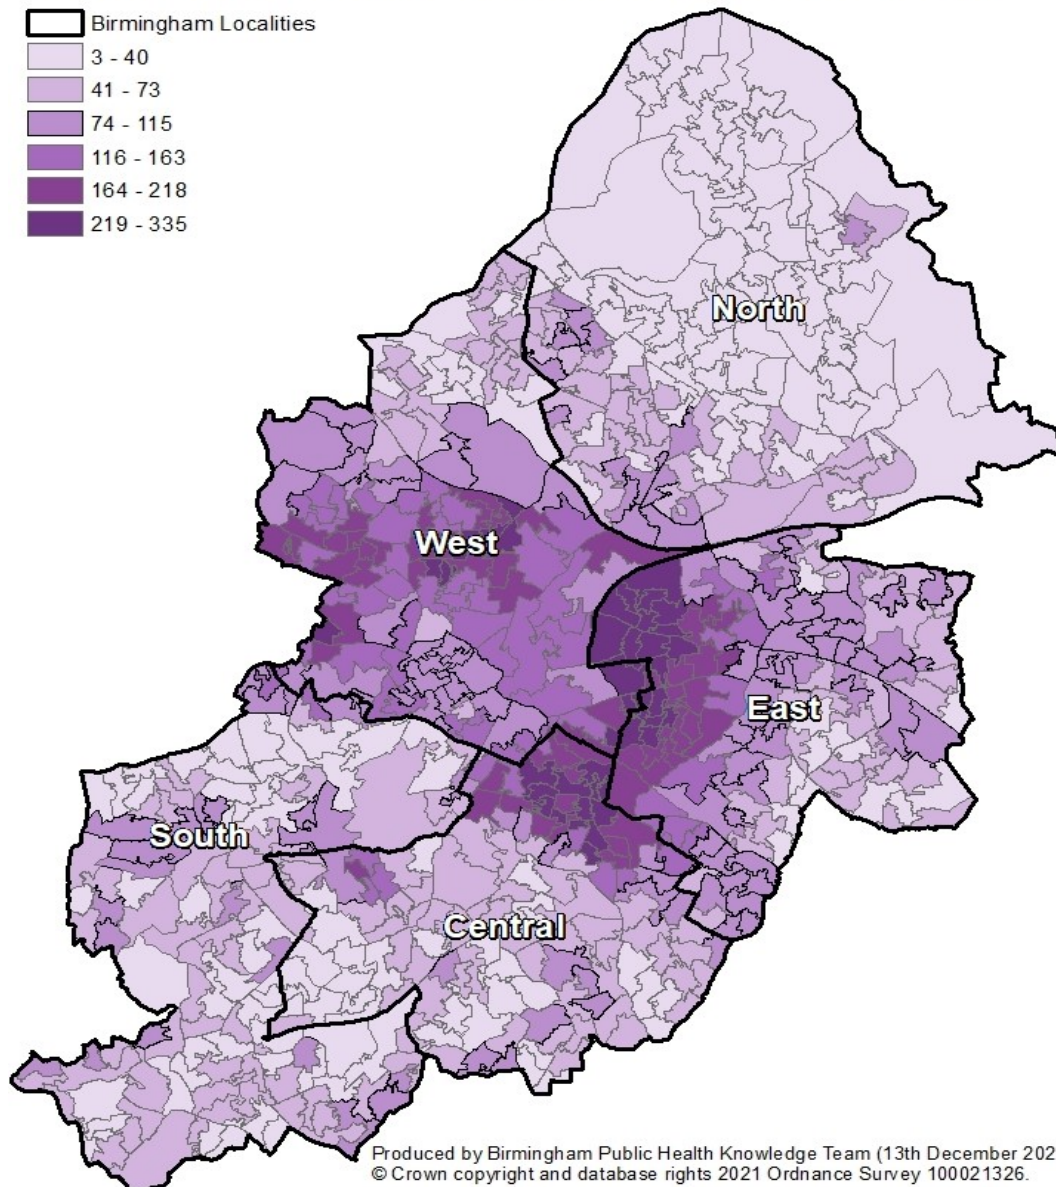 Birmingham Localities
3 - 40
41 - 73
74 - 115
116 - 163
164 - 218
219 - 335
North
West
East
South
Central
Produced by Birmingham Public Health Knowledge Team (13th December 202
© Crown copyright and database rights 2021 Ordnance Survey 100021326.